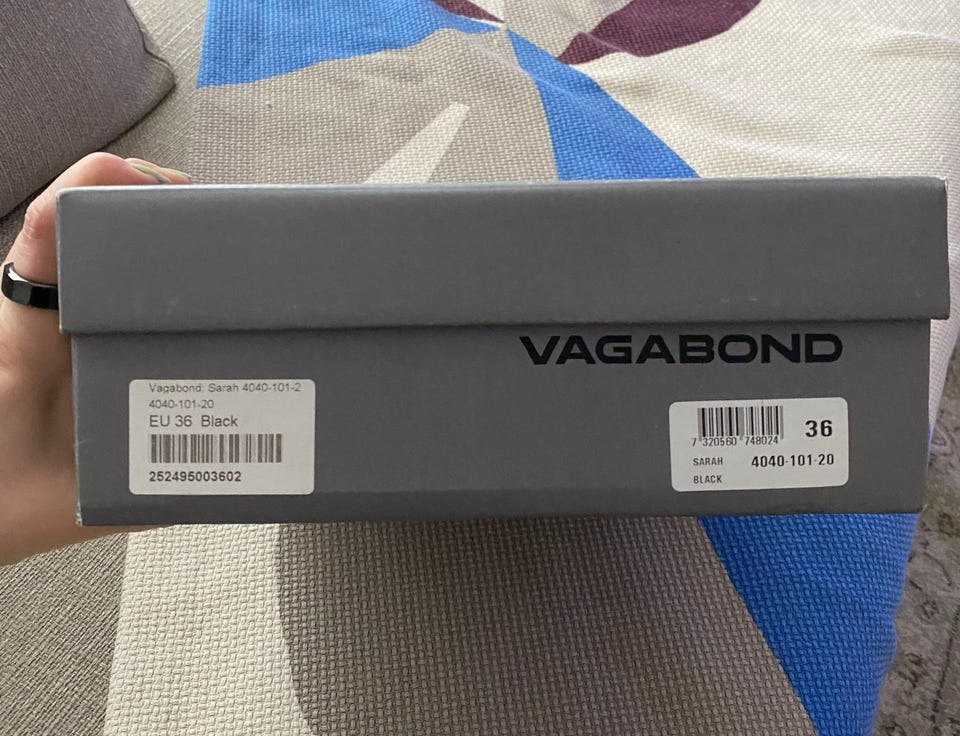 VAGABOND
Vagabond: Sarah 4040-101-2
4040-101-20
EU 36 Black
252495003602
7 320560 748024
36
SARAH 4040-101-20
BLACK